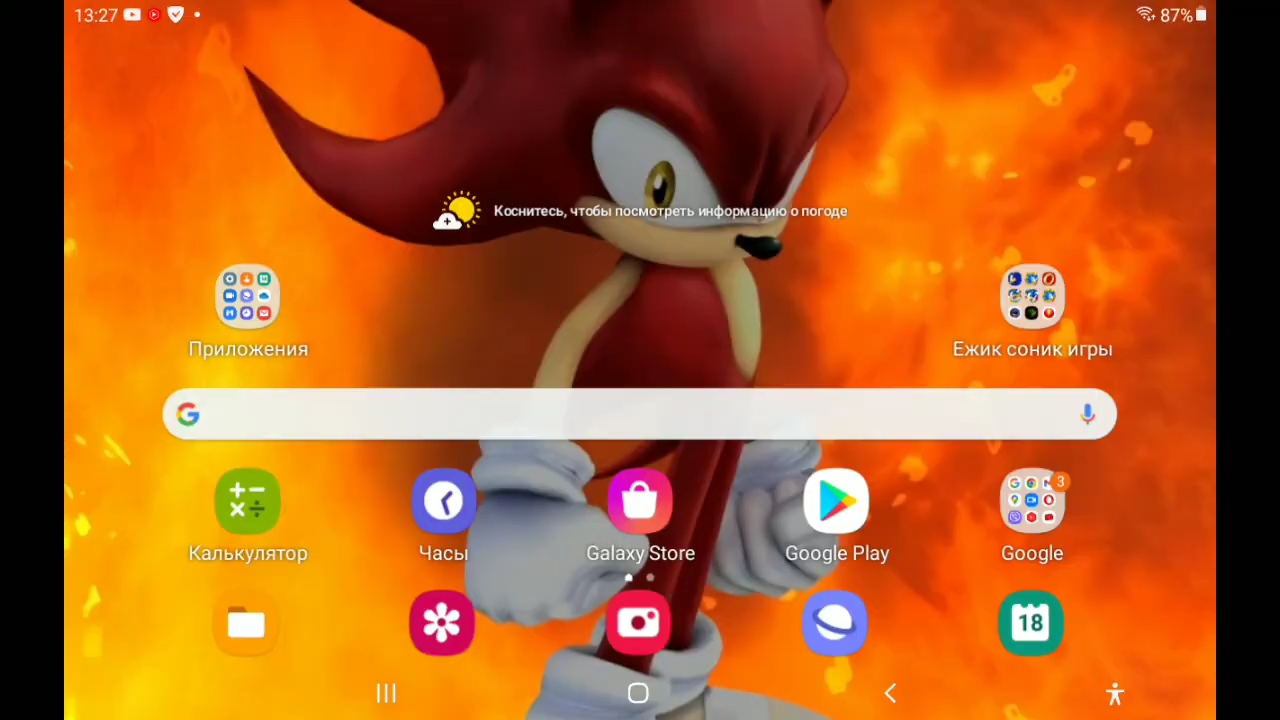 13:27
87%
Коснитесь, чтобы посмотреть информацию о погоде
Приложения
Ежик соник игры
3
Калькулятор
Часы
Galaxy Store
Google Play
Google
18